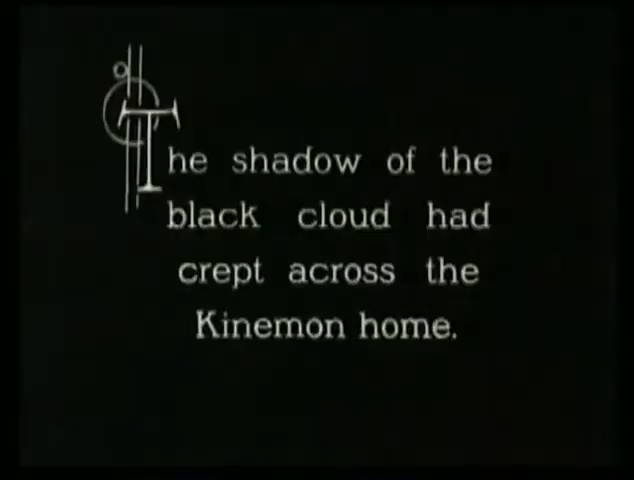 The shadow of the
black cloud had
crept across the
Kinemon home.